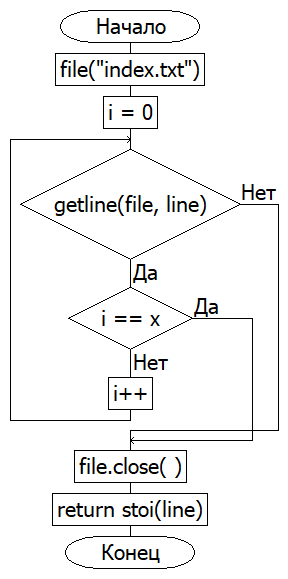 Начало
file("index.txt")
i = 0
getline(file, line)
Нет
Да
i == x
Да
Нет
i++
file.close( )
return stoi(line)
Конец